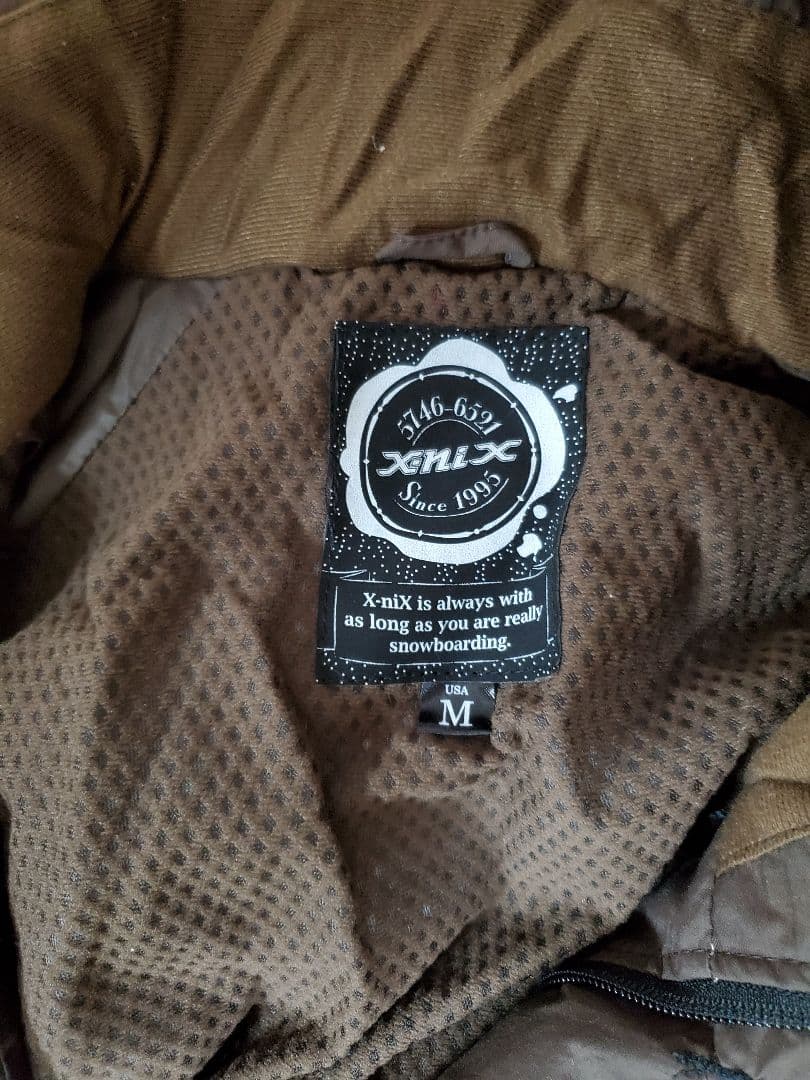 5746-6521
x-niX
Since 1995
X-niX is always with
as long as you are really
snowboarding.
USA
M